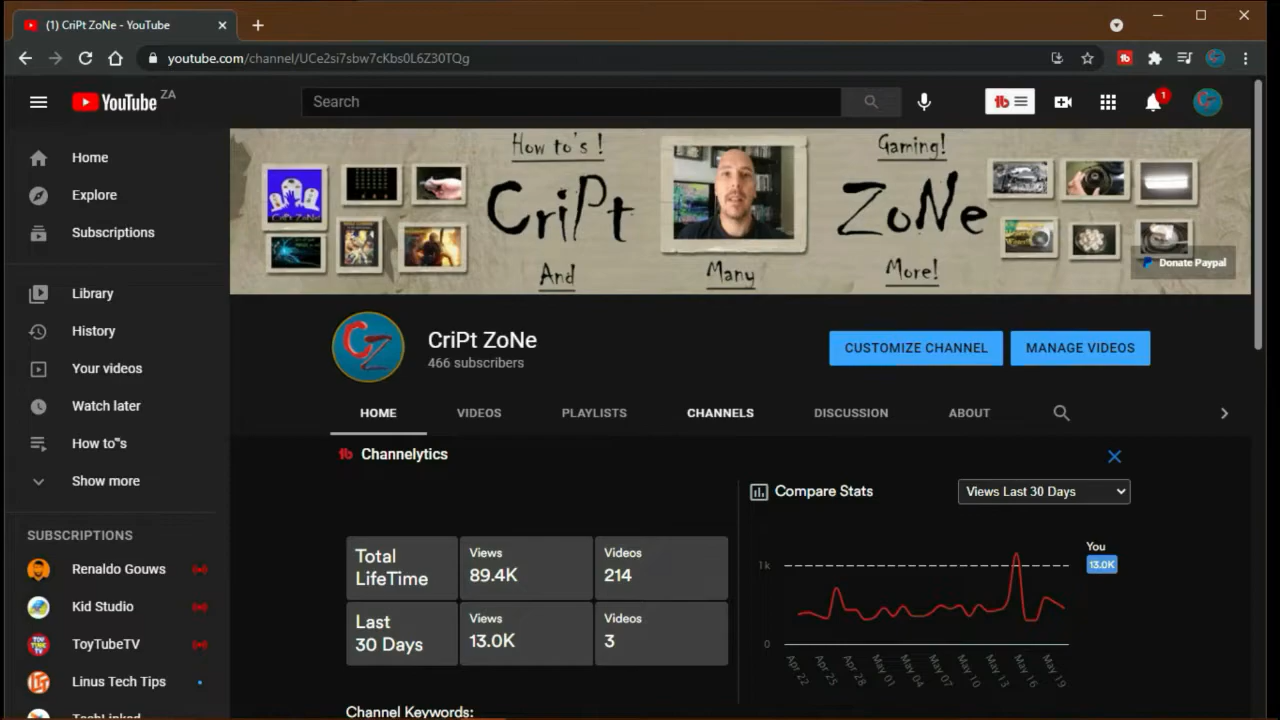 (1) CriPt ZoNe - YouTube
youtube.com/channel/UCe2si7sbw7cKbs0L6Z30TQg
YouTube ZA
Search
1
Home
Explore
Subscriptions
Library
History
Your videos
Watch later
How to"s
Show more
SUBSCRIPTIONS
Renaldo Gouws
Kid Studio
ToyTubeTV
Linus Tech Tips
TechLinked
How to's !
Gaming!
CriPt ZoNe
And
Many
More!
Donate Paypal
CriPt ZoNe
466 subscribers
CUSTOMIZE CHANNEL
MANAGE VIDEOS
HOME VIDEOS PLAYLISTS CHANNELS DISCUSSION ABOUT
Channelytics
Compare Stats
Views Last 30 Days
Total LifeTime
Views
89.4K
Videos
214
Last 30 Days
Views
13.0K
Videos
3
You
13.0K
1k
0
Apr 22 Apr 25 Apr 28 May 01 May 04 May 07 May 10 May 13 May 16 May 19
Channel Keywords: